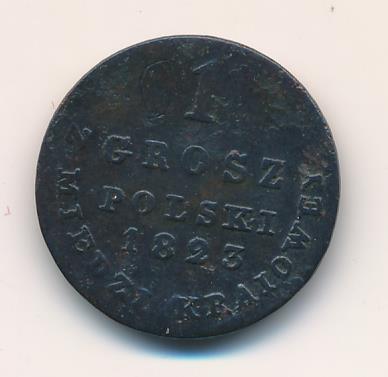 1
GROSZ
POLSKI
1823
Z MIEDZI KRAIOWEY